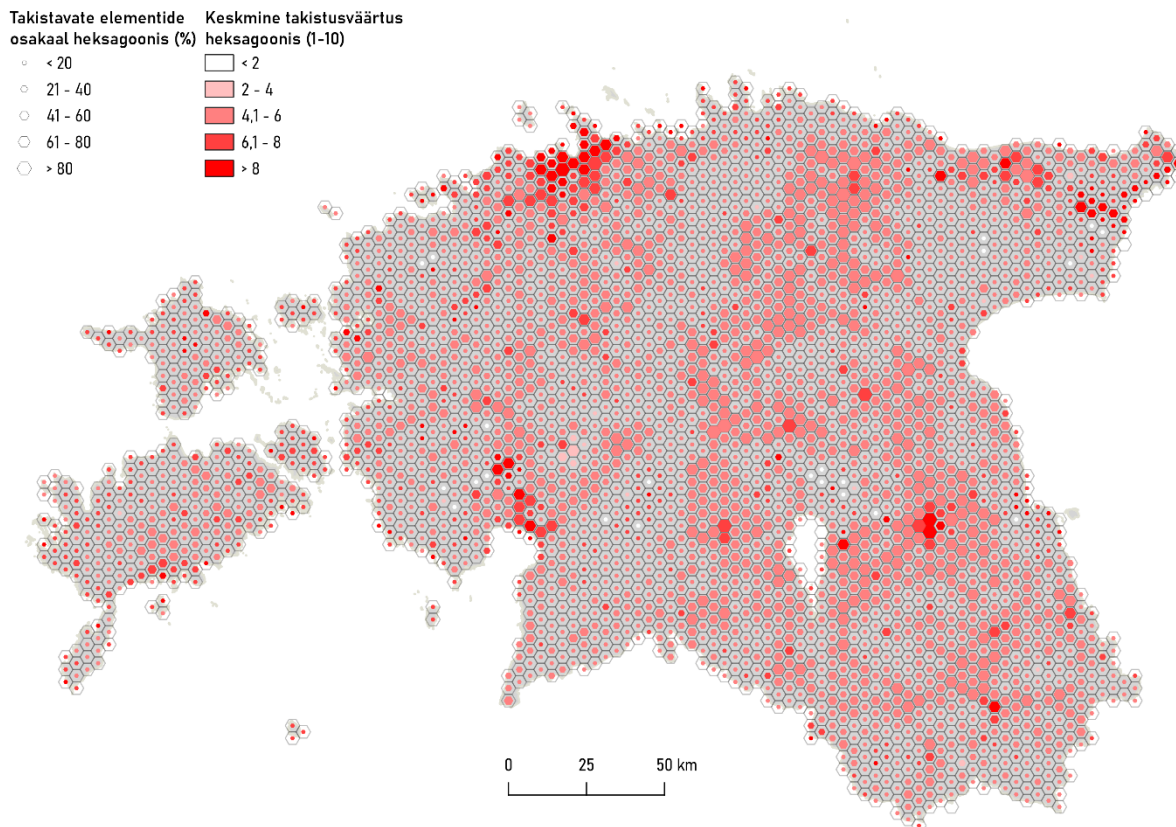 Takistavate elementide
osakaal heksagoonis (%)
< 20
21 - 40
41 - 60
61 - 80
> 80
Keskmine takistusväärtus
heksagoonis (1-10)
< 2
2 - 4
4,1 - 6
6,1 - 8
> 8
0 25 50 km